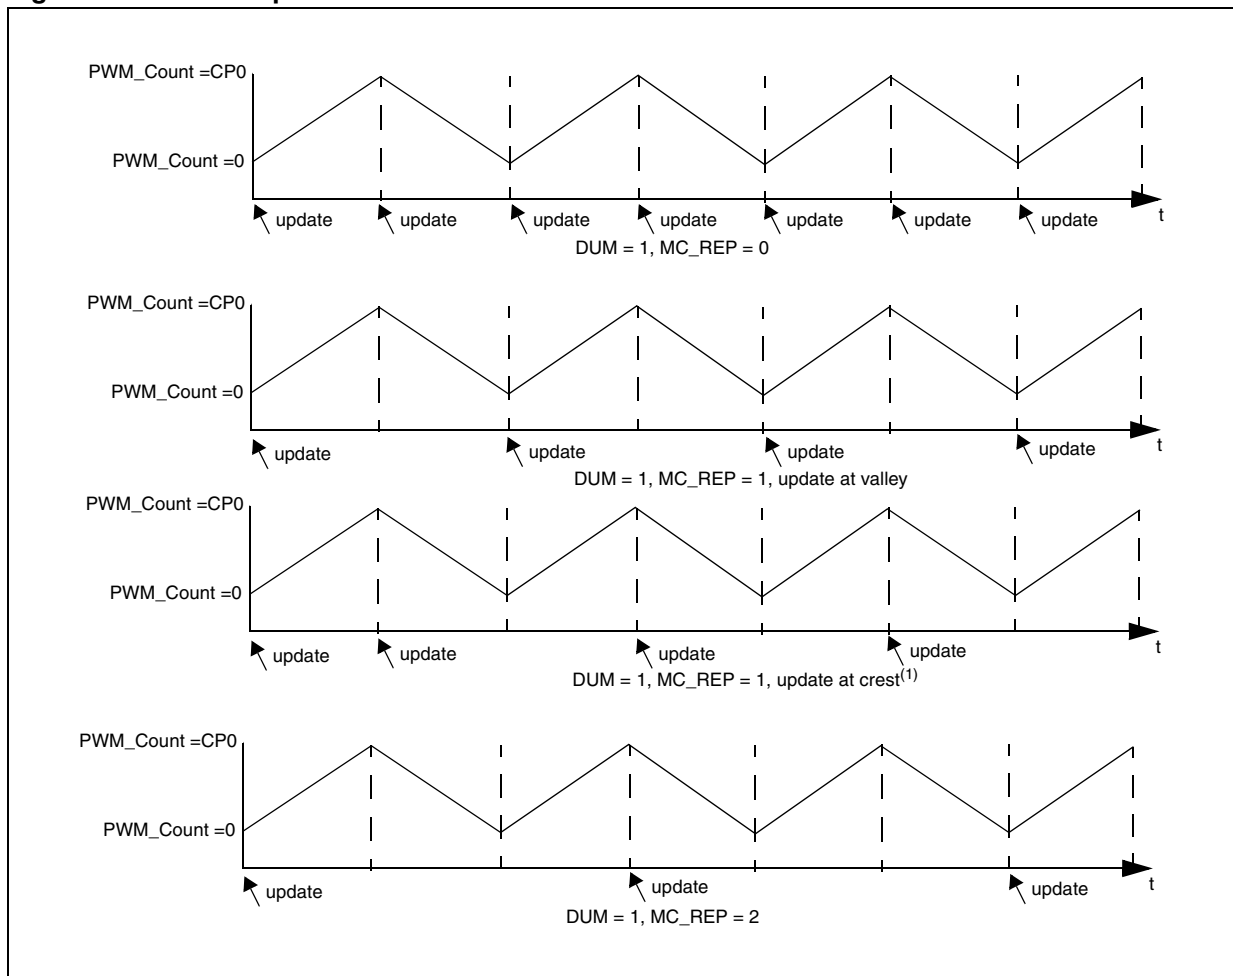 PWM_Count =CP0
PWM_Count =0
update update update update update update update
t
DUM = 1, MC_REP = 0
PWM_Count =CP0
PWM_Count =0
update update update update
t
DUM = 1, MC_REP = 1, update at valley
PWM_Count =CP0
PWM_Count =0
update update update update
t
DUM = 1, MC_REP = 1, update at crest(1)
PWM_Count =CP0
PWM_Count =0
update update update
t
DUM = 1, MC_REP = 2